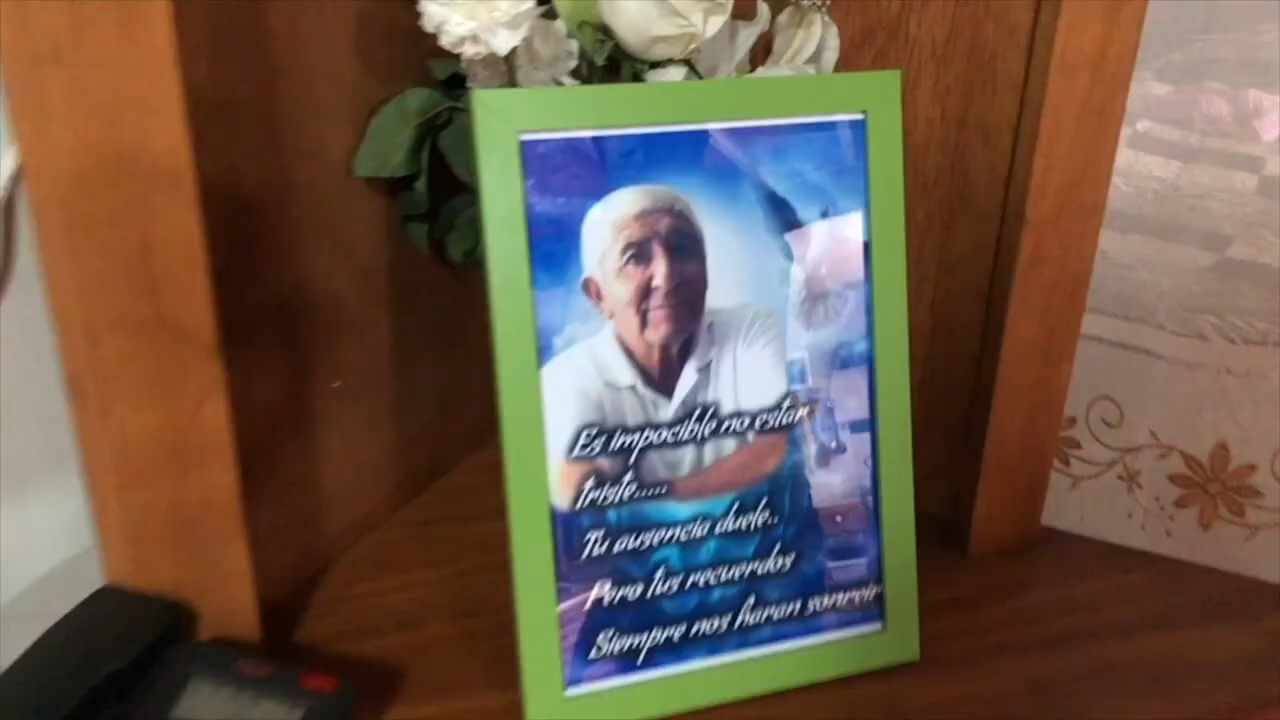 Es impocible no estar
triste.....
Tu ausencia duele..
Pero tus recuerdos
Siempre nos haran sonreir